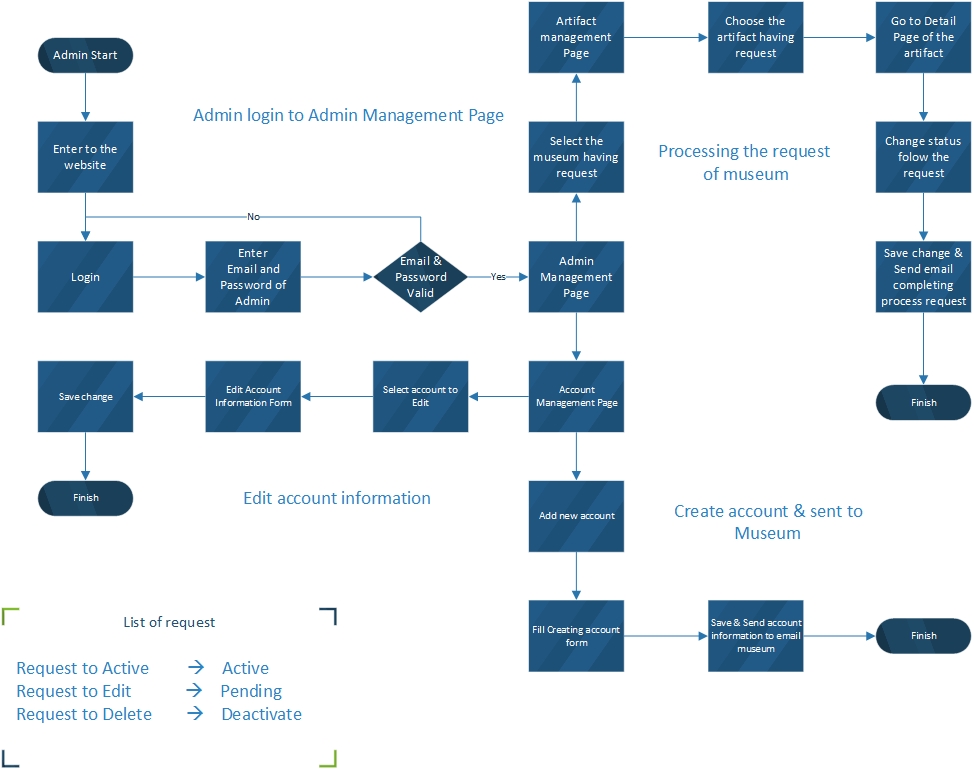 Admin Start
Enter to the
website
Admin login to Admin Management Page
No
Login
Enter
Email and
Password of
Admin
Email &
Password
Valid
Yes
Admin
Management
Page
Select the
museum having
request
Artifact
management
Page
Choose the
artifact having
request
Go to Detail
Page of the
artifact
Processing the request
of museum
Change status
folow the
request
Save change &
Send email
completing
process request
Finish
Account
Management Page
Select account to
Edit
Edit Account
Information Form
Save change
Finish
Edit account information
Add new account
Create account & sent to
Museum
Fill Creating account
form
Save & Send account
information to email
museum
Finish
List of request
Request to Active → Active
Request to Edit → Pending
Request to Delete → Deactivate